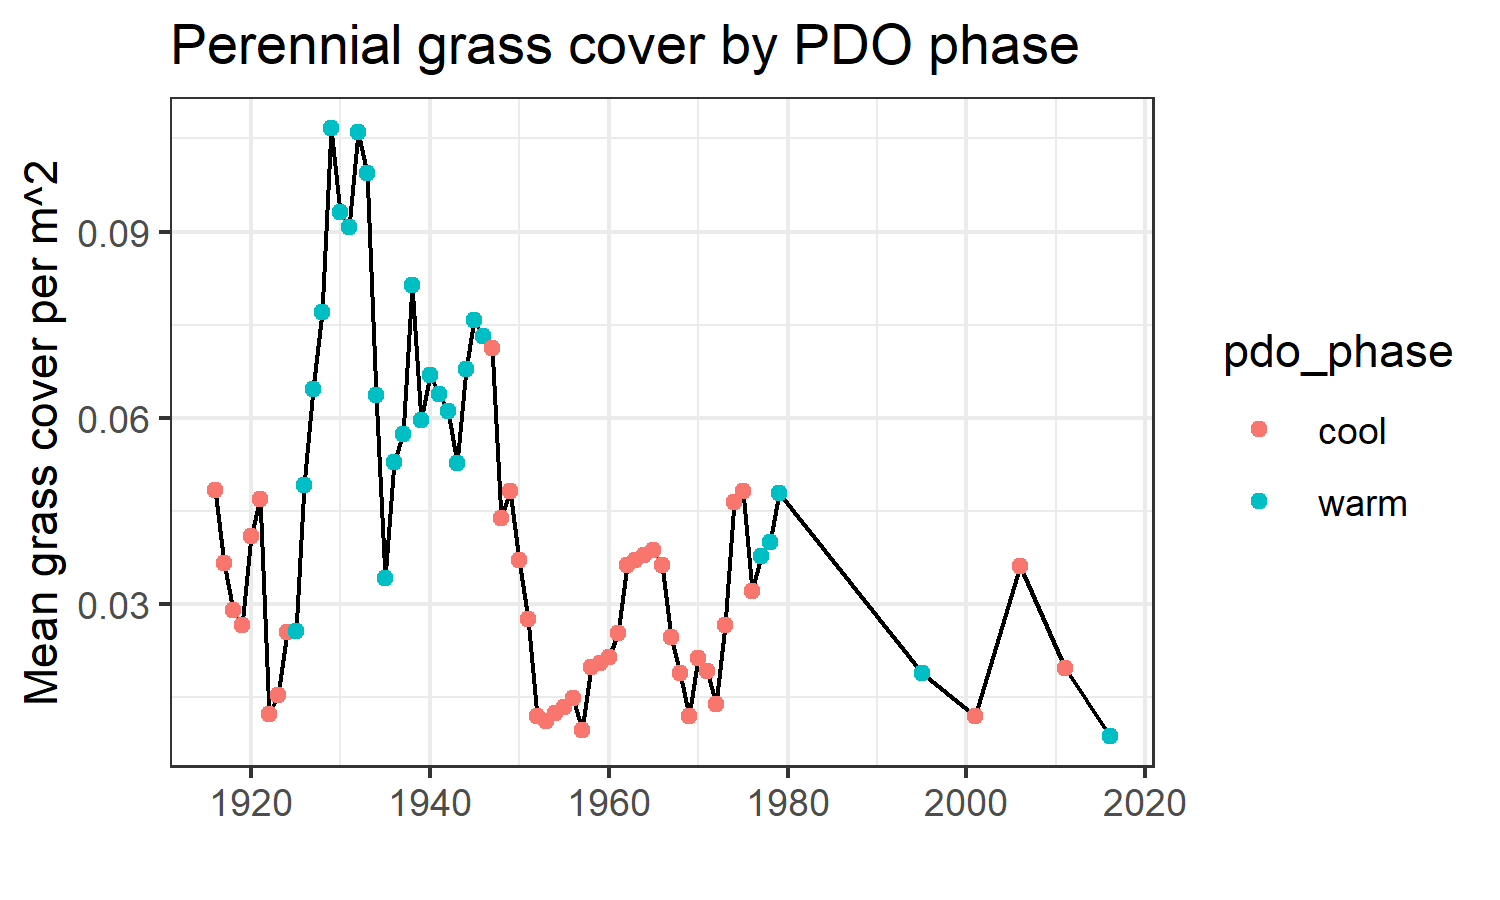 Perennial grass cover by PDO phase
Mean grass cover per m^2
0.09
0.06
0.03
1920 1940 1960 1980 2000 2020
pdo_phase
cool
warm